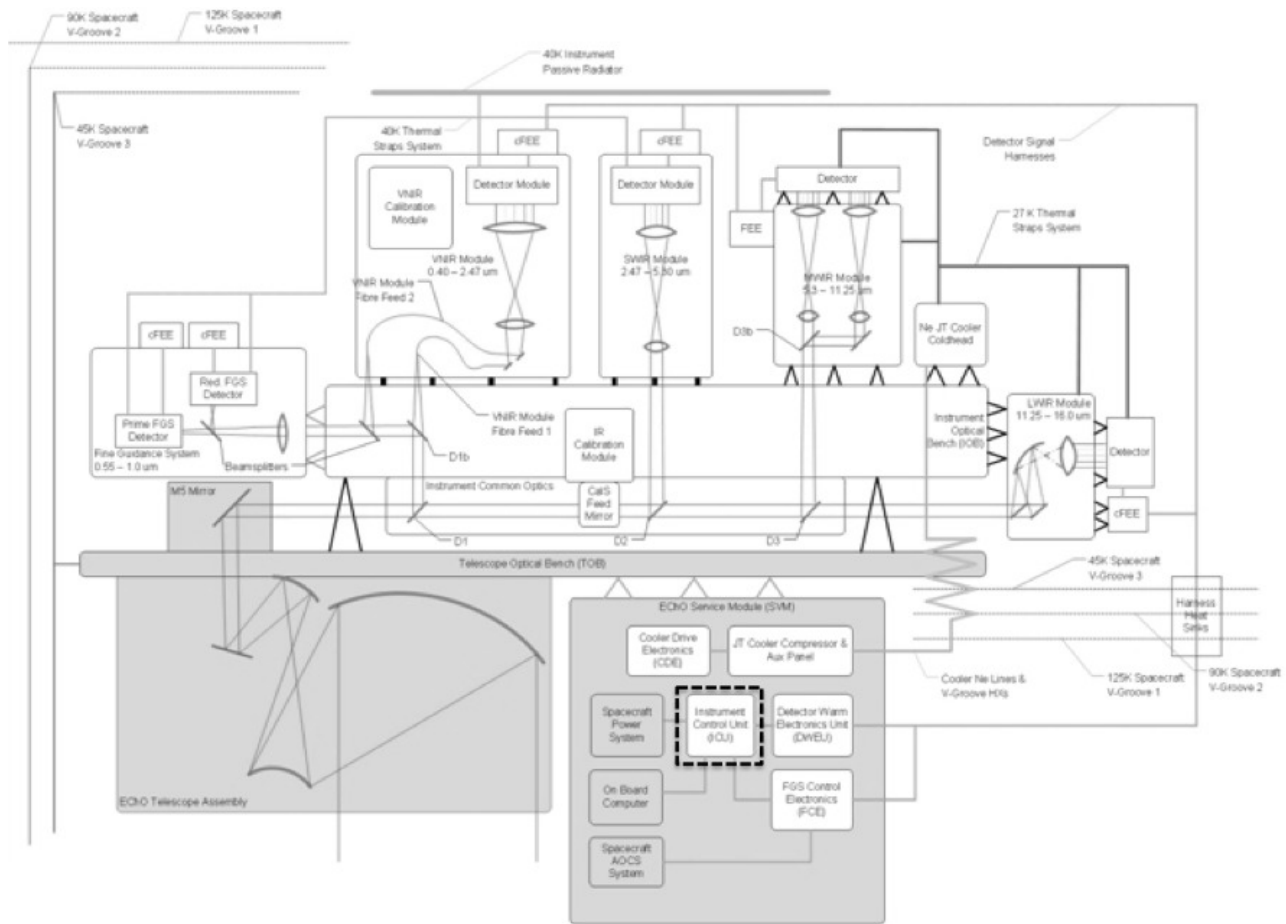 90K Spacecraft
V-Groove 2
125K Spacecraft
V-Groove 1
40K Instrument
Passive Radiator
45K Spacecraft
V-Groove 3
40K Thermal
Straps System
Detector Signal
Harnesses
cFEE
cFEE
Detector Module
Detector Module
Detector
VNIR
Calibration
Module
FEE
27 K Thermal
Straps System
VNIR Module
0.40 – 2.47 um
SWIR Module
2.47 – 5.30 um
MWIR Module
5.3 – 11.25 um
VNIR Module
Fibre Feed 2
D3b
Ne JT Cooler
Coldhead
cFEE
cFEE
Red. FGS
Detector
Prime FGS
Detector
Fine Guidance System
0.55 – 1.0 um
Beamsplitters
VNIR Module
Fibre Feed 1
D1b
IR
Calibration
Module
Instrument
Optical
Bench (IOB)
LWIR Module
11.25 – 16.0 um
Detector
cFEE
M5 Mirror
Instrument Common Optics
CalS
Feed
Mirror
D1
D2
D3
Telescope Optical Bench (TOB)
45K Spacecraft
V-Groove 3
Harness
Heat
Sinks
EChO Service Module (SVM)
Cooler Drive
Electronics
(CDE)
JT Cooler Compressor &
Aux Panel
Cooler Ne Lines &
V-Groove HXs
125K Spacecraft
V-Groove 1
90K Spacecraft
V-Groove 2
Spacecraft
Power
System
Instrument
Control Unit
(ICU)
Detector Warm
Electronics Unit
(DWEU)
On Board
Computer
FGS Control
Electronics
(FCE)
Spacecraft
AOCS
System
EChO Telescope Assembly